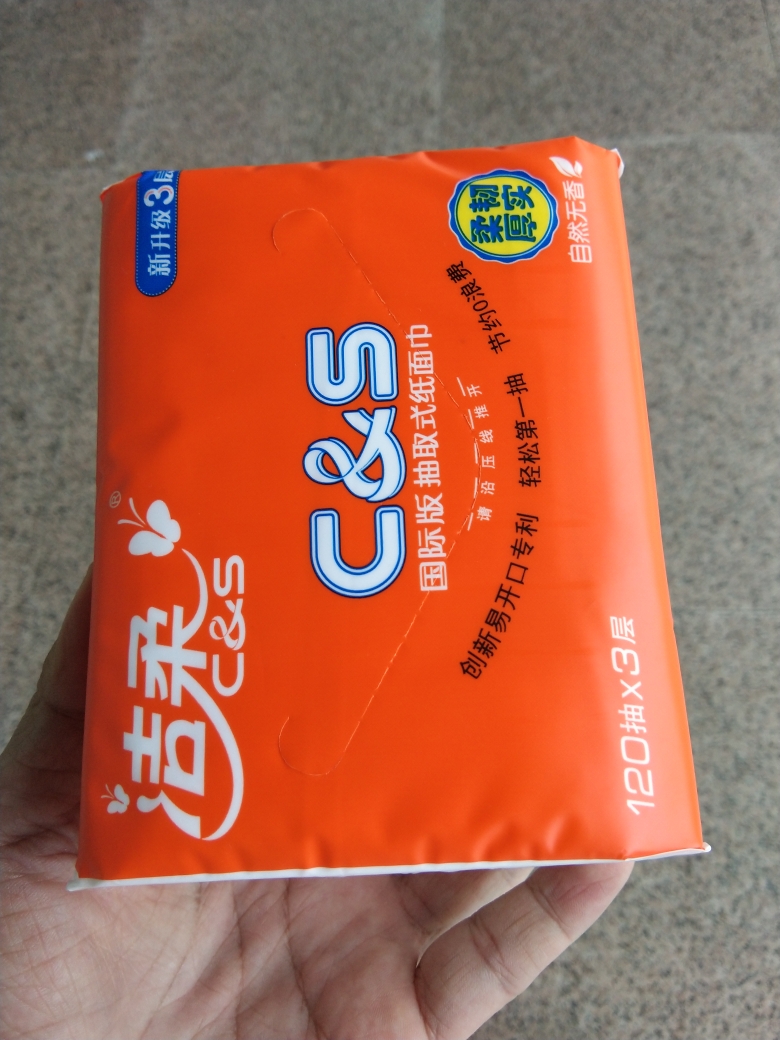 洁柔
C&S
®
新升级3层
C&S
国际版 抽取式纸面巾
请沿压线推开
创新易开口专利 轻松第一抽 节约0浪费
柔韧
厚实
自然无香
120抽x3层